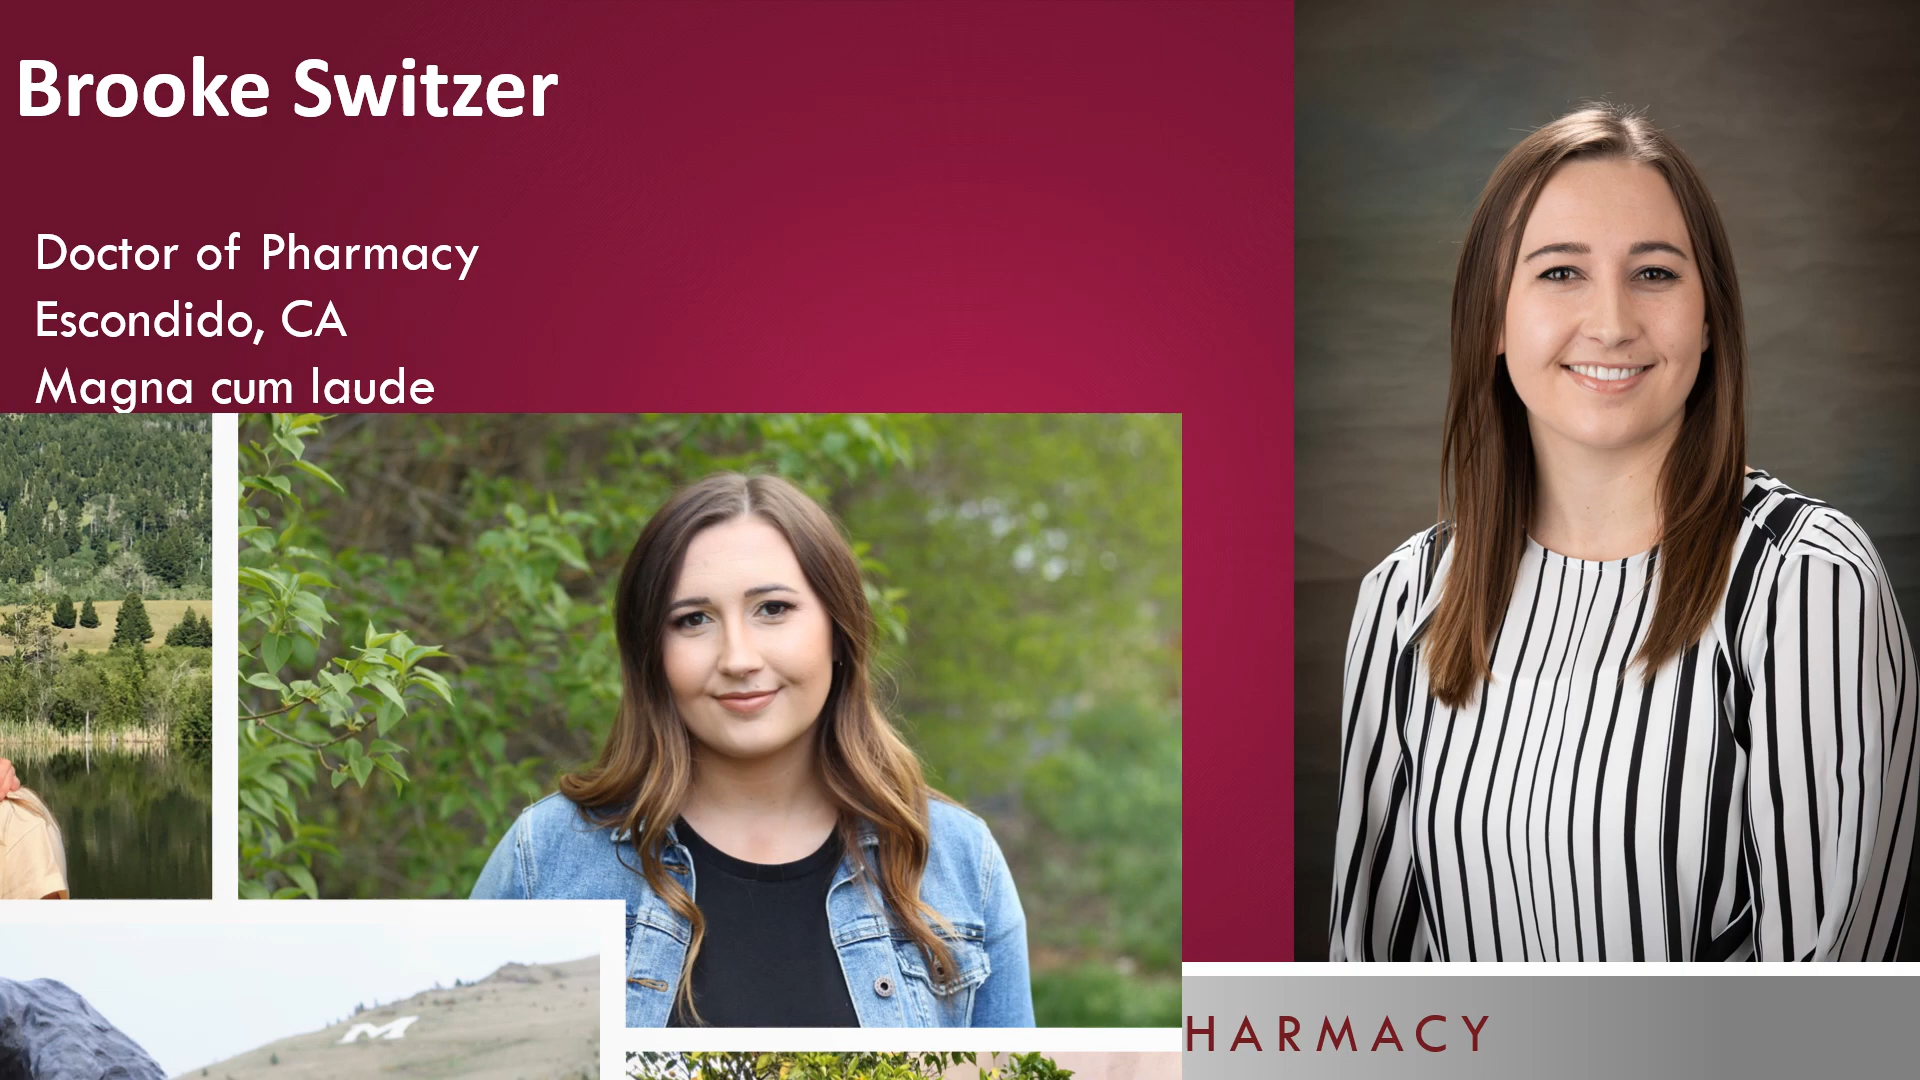 Brooke Switzer
Doctor of Pharmacy
Escondido, CA
Magna cum laude
M
HARMACY